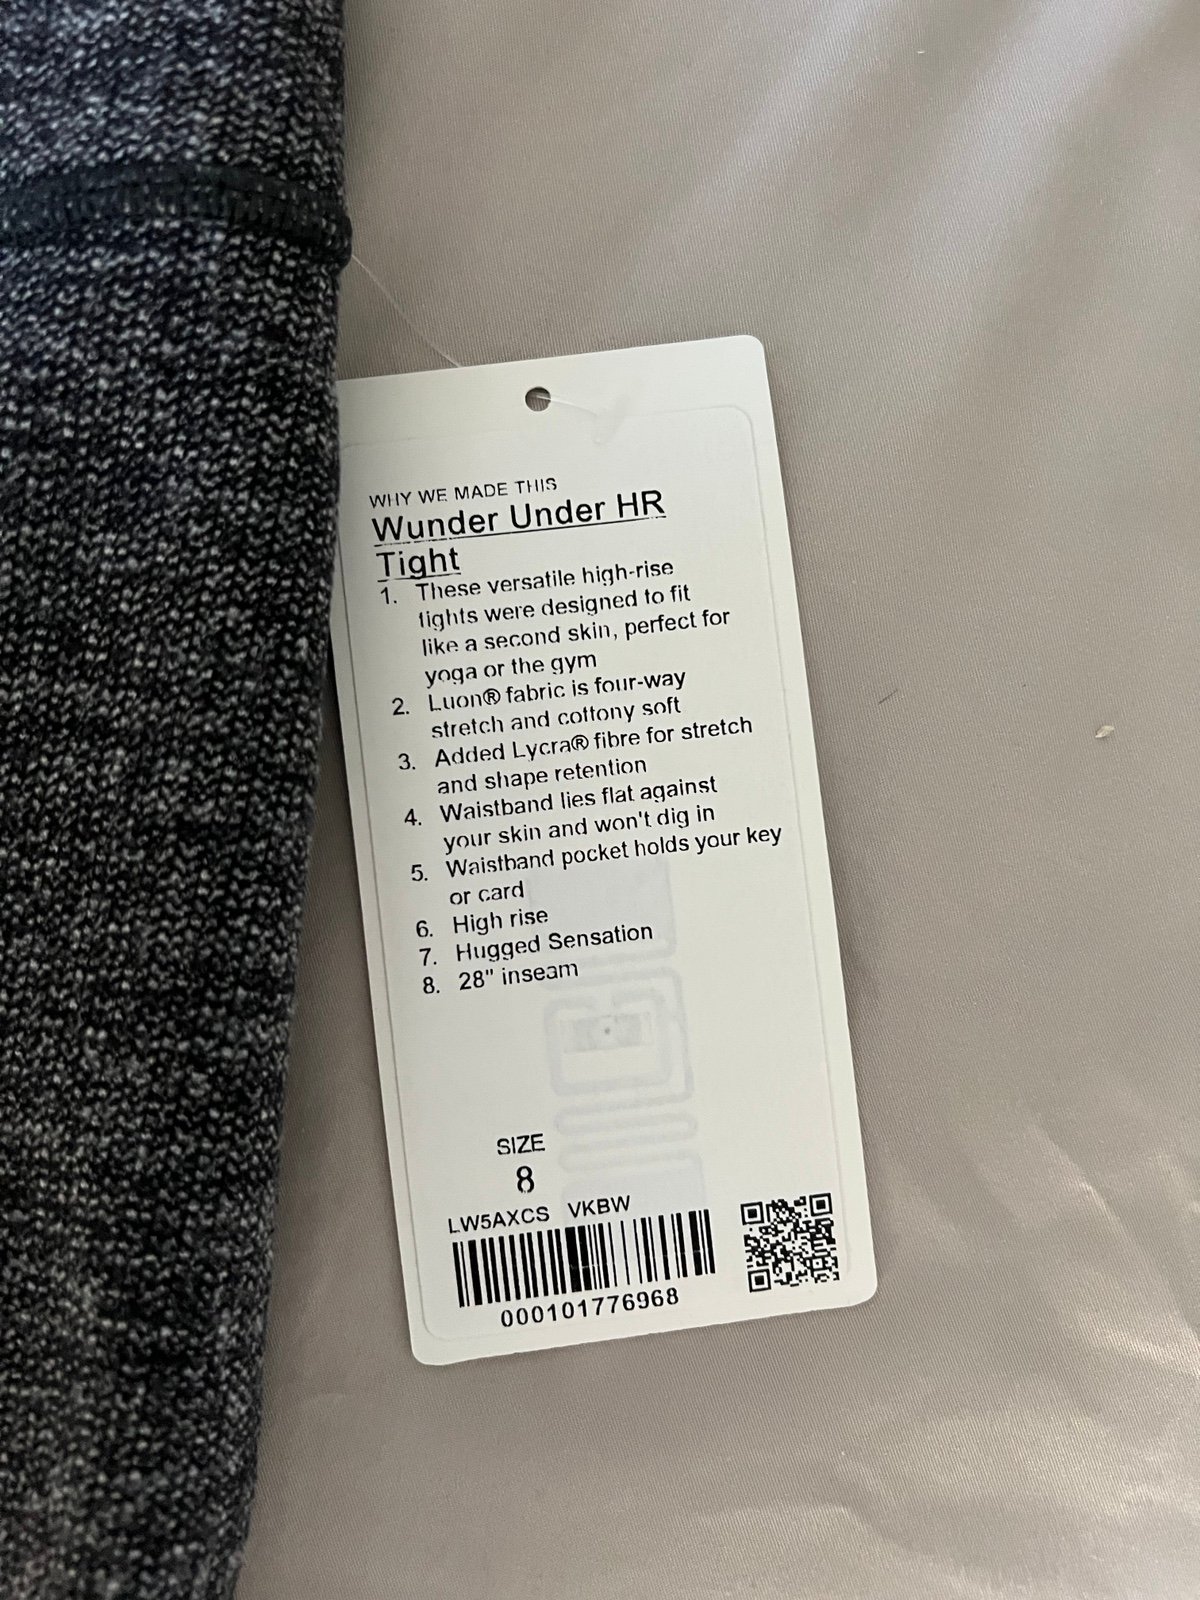 WHY WE MADE THIS
Wunder Under HR
Tight
1. These versatile high-rise
tights were designed to fit
like a second skin, perfect for
yoga or the gym
2. Luon® fabric is four-way
stretch and cottony soft
3. Added Lycra® fibre for stretch
and shape retention
4. Waistband lies flat against
your skin and won't dig in
5. Waistband pocket holds your key
or card
6. High rise
7. Hugged Sensation
8. 28" inseam
SIZE
8
LW5AXCS VKBW
000101776968